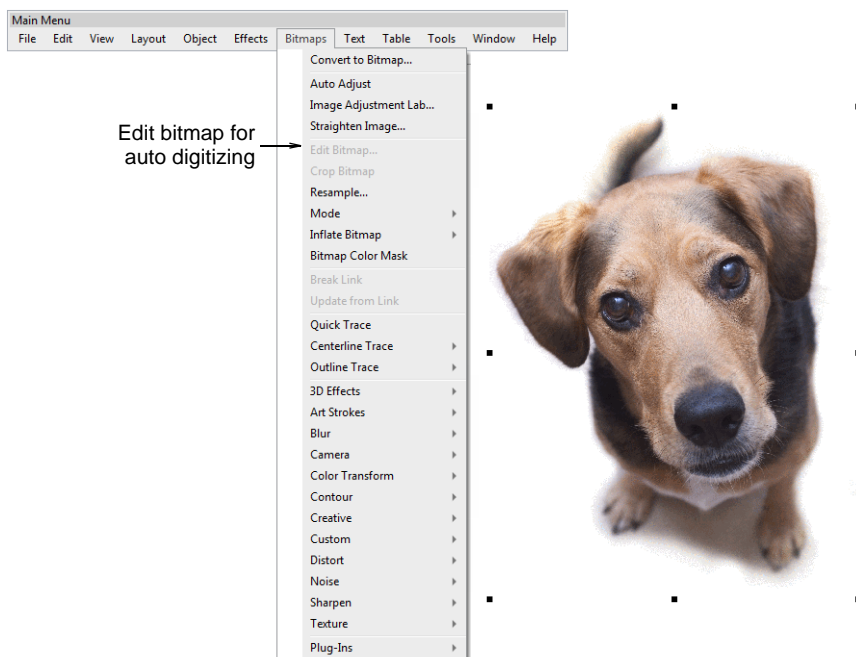 Main Menu
File Edit View Layout Object Effects Bitmaps Text Table Tools Window Help
Convert to Bitmap...
Auto Adjust
Image Adjustment Lab...
Straighten Image...
Edit bitmap for
auto digitizing
Edit Bitmap...
Crop Bitmap
Resample...
Mode
Inflate Bitmap
Bitmap Color Mask
Break Link
Update from Link
Quick Trace
Centerline Trace
Outline Trace
3D Effects
Art Strokes
Blur
Camera
Color Transform
Contour
Creative
Custom
Distort
Noise
Sharpen
Texture
Plug-Ins